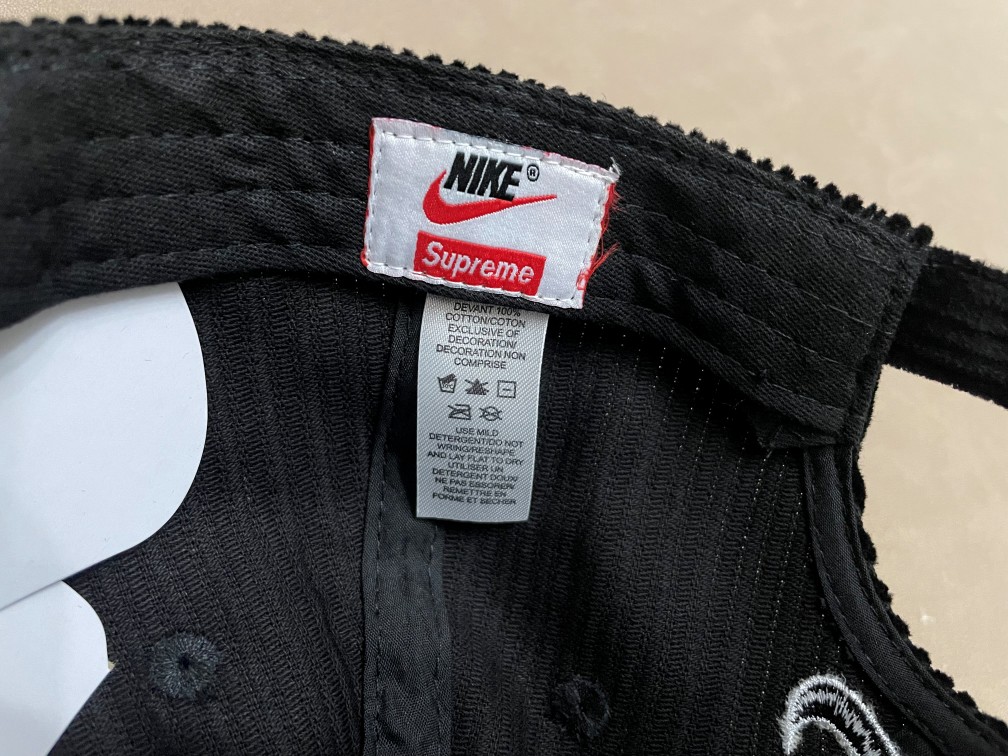 NIKE®
Supreme
DEVANT 100%
COTTON/COTON
EXCLUSIVE OF
DECORATION/
DECORATION NON
COMPRISE
USE MILD
DETERGENT/DO NOT
WRING/RESHAPE
AND LAY FLAT TO DRY
UTILISER UN
DETERGENT DOUX/
NE PAS ESSORER/
REMETTRE EN
FORME ET SECHER